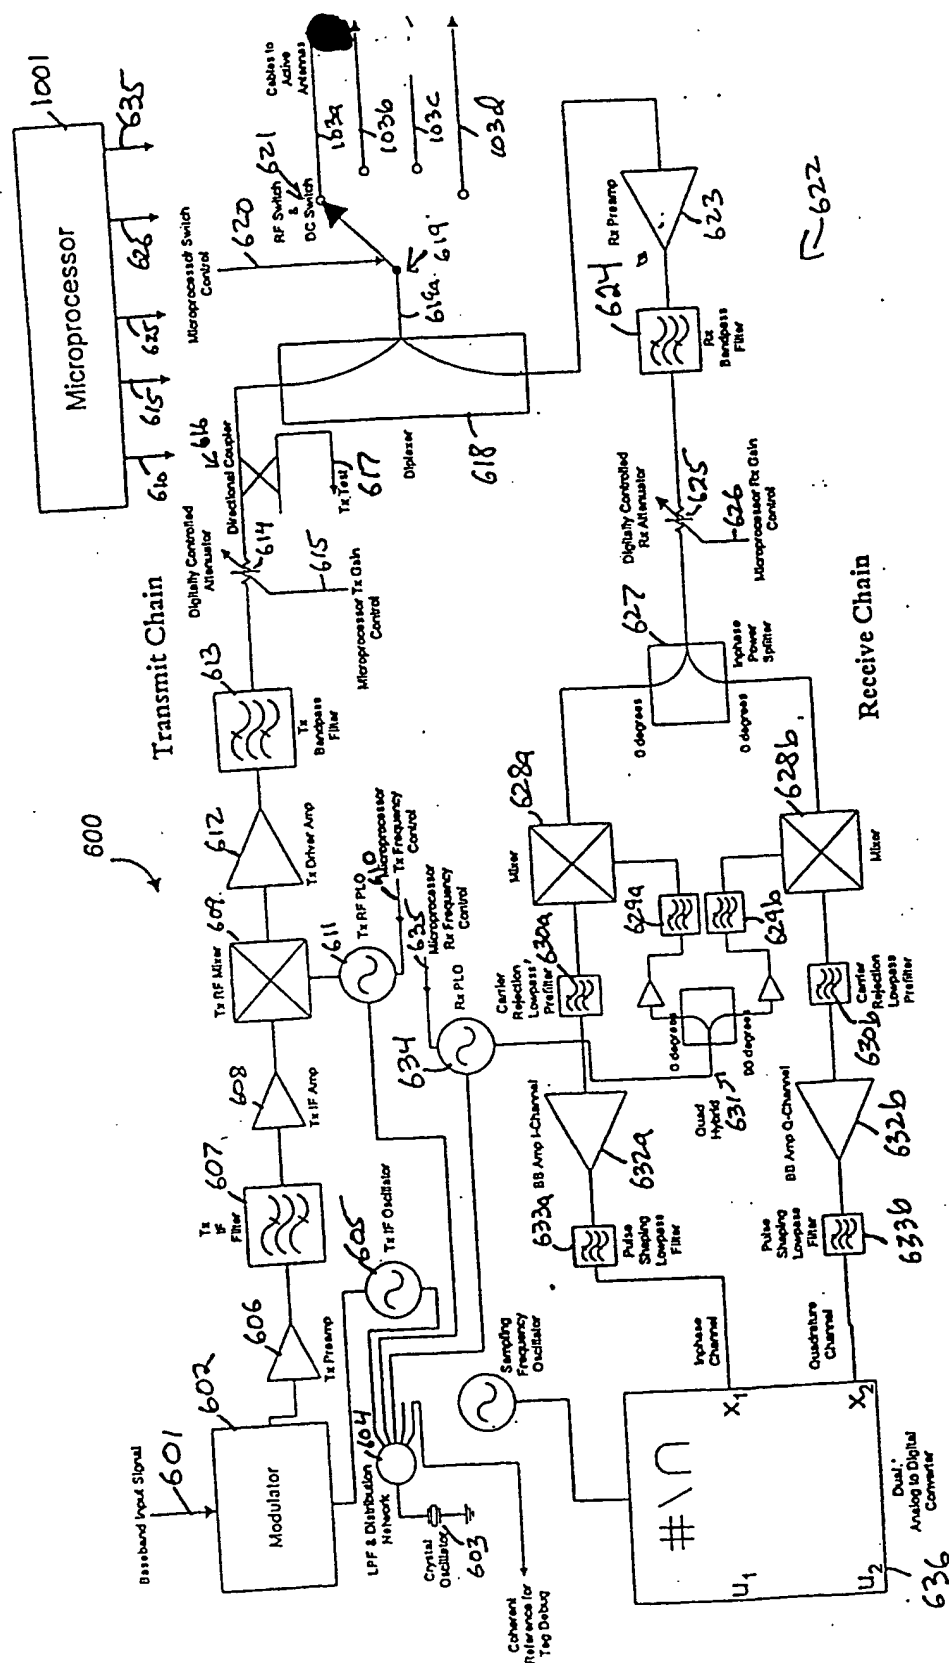 1001
Microprocessor
610
615
625
626
635
600
Transmit Chain
Baseband Input Signal
601
602
Modulator
606
Tx Preamp
607
Tx
IF
Filter
608
Tx IF Amp
609
Tx RF Mixer
612
Tx Driver Amp
613
Tx
Bandpass
Filter
Digitally Controlled
Attenuator
614
615
Microprocessor Tx Gain
Control
616
Directional Coupler
Tx Test
617
Diplexer
618
619a
619
Microprocessor Switch
Control
620
RF Switch
&
DC Switch
621
Cables to
Active
Antennas
103a
103b
103c
103d
LPF & Distribution
Network
604
Crystal
Oscillator
603
Coherent
Reference for
Tag Debug
605
Tx IF Oscillator
611
Tx RF PLO
610
Microprocessor
Tx Frequency
Control
635
Microprocessor
Rx Frequency
Control
Rx PLO
634
Sampling
Frequency
Oscillator
622
Rx Preamp
623
624
Rx
Bandpass
Filter
Digitally Controlled
Rx Attenuator
625
626
Microprocessor Rx Gain
Control
627
Inphase
Power
Splitter
0 degrees
0 degrees
Receive Chain
628a
Mixer
628b
Mixer
629a
629b
630a
Carrier
Rejection
Lowpass
Prefilter
630b
Carrier
Rejection
Lowpass
Prefilter
0 degrees
90 degrees
Quad
Hybrid
631
BB Amp I-Channel
632a
BB Amp Q-Channel
632b
633a
Pulse
Shaping
Lowpass
Filter
Pulse
Shaping
Lowpass
Filter
633b
Inphase
Channel
Quadrature
Channel
X1
X2
# \ ∩
U1
U2
Dual
Analog to Digital
Converter
636